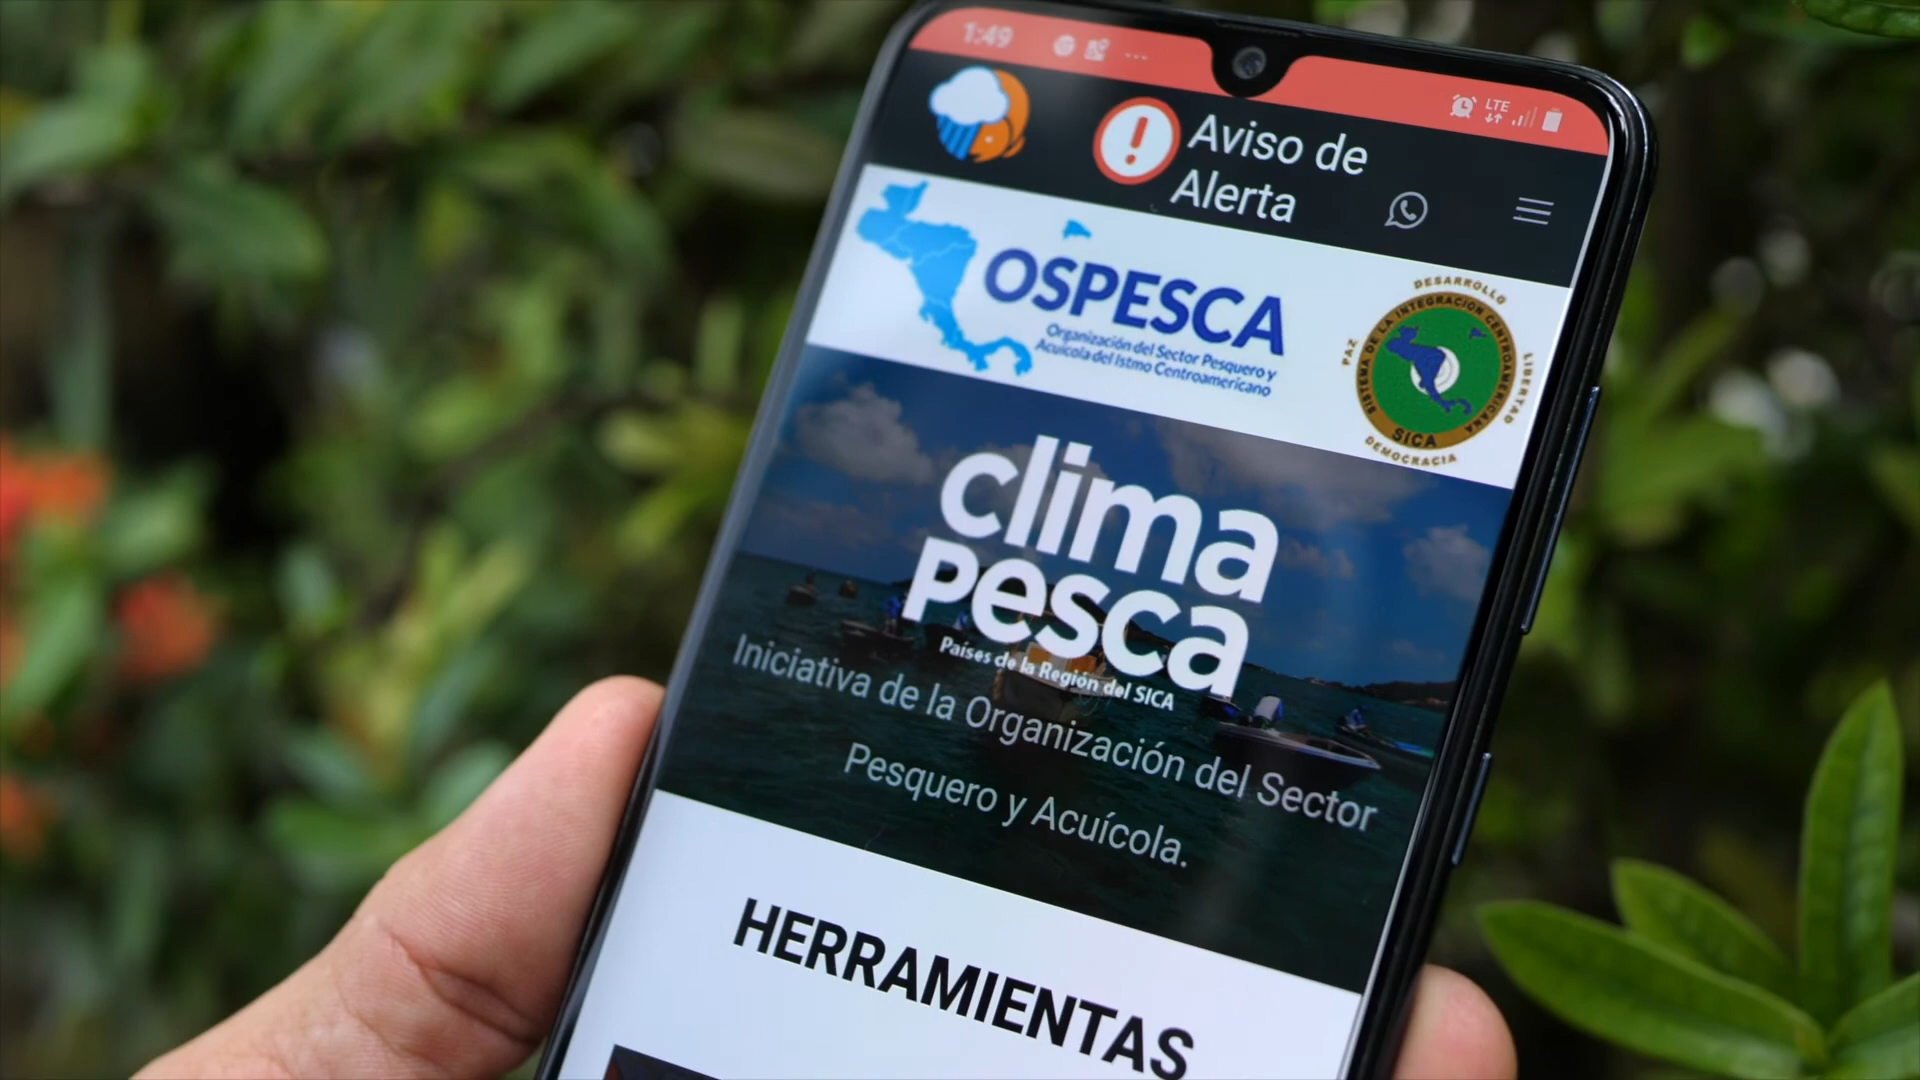 1:49
LTE
Aviso de
Alerta
OSPESCA
Organización del Sector Pesquero y
Acuícola del Istmo Centroamericano
DESARROLLO
SISTEMA DE LA INTEGRACION CENTROAMERICANA
PAZ
LIBERTAD
SICA
DEMOCRACIA
clima
pesca
Países de la Región del SICA
Iniciativa de la Organización del Sector
Pesquero y Acuícola.
HERRAMIENTAS